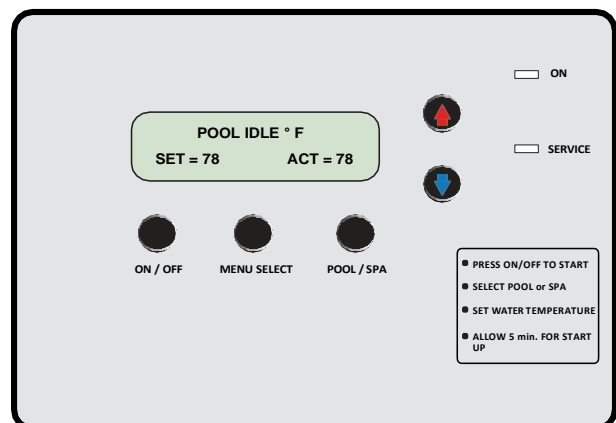 POOL IDLE ° F
SET = 78 ACT = 78
ON
SERVICE
ON / OFF
MENU SELECT
POOL / SPA
PRESS ON/OFF TO START
SELECT POOL or SPA
SET WATER TEMPERATURE
ALLOW 5 min. FOR START
UP